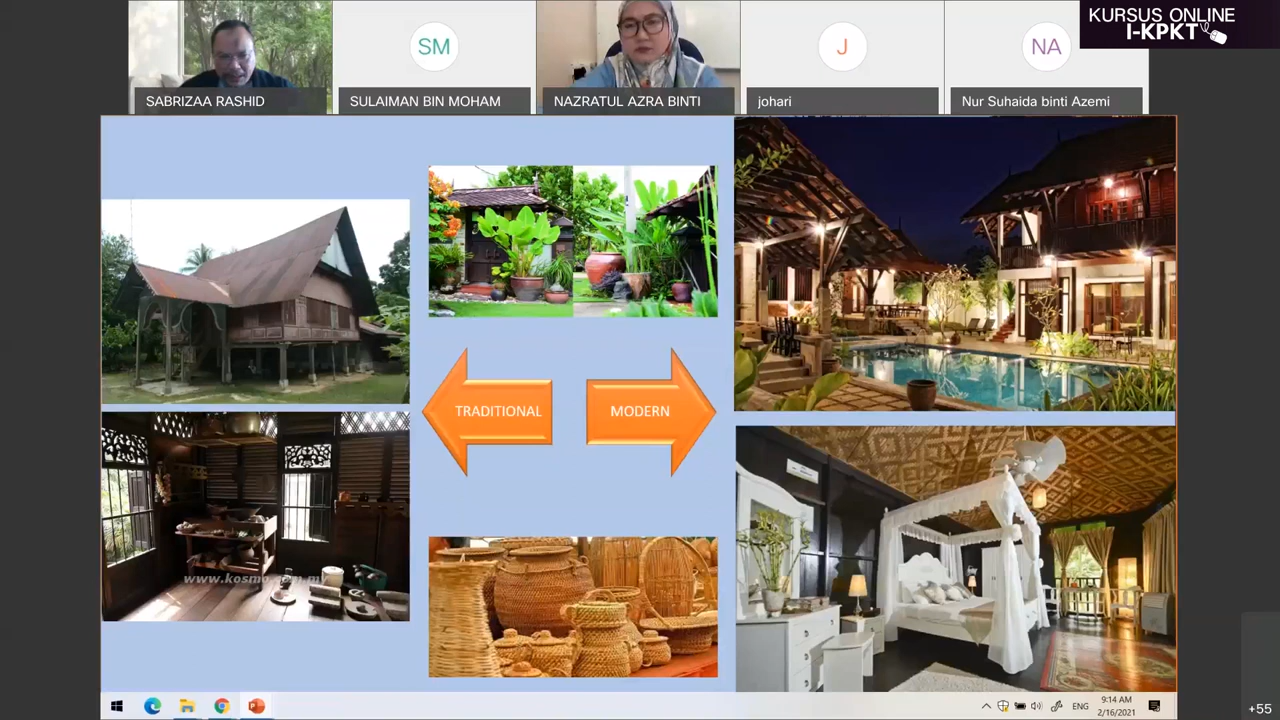 KURSUS ONLINE
I-KPKT
SM
J
NA
SABRIZAA RASHID
SULAIMAN BIN MOHAM
NAZRATUL AZRA BINTI
johari
Nur Suhaida binti Azemi
TRADITIONAL
MODERN
www.kosmo.com.my
ENG
9:14 AM
2/16/2021
+55